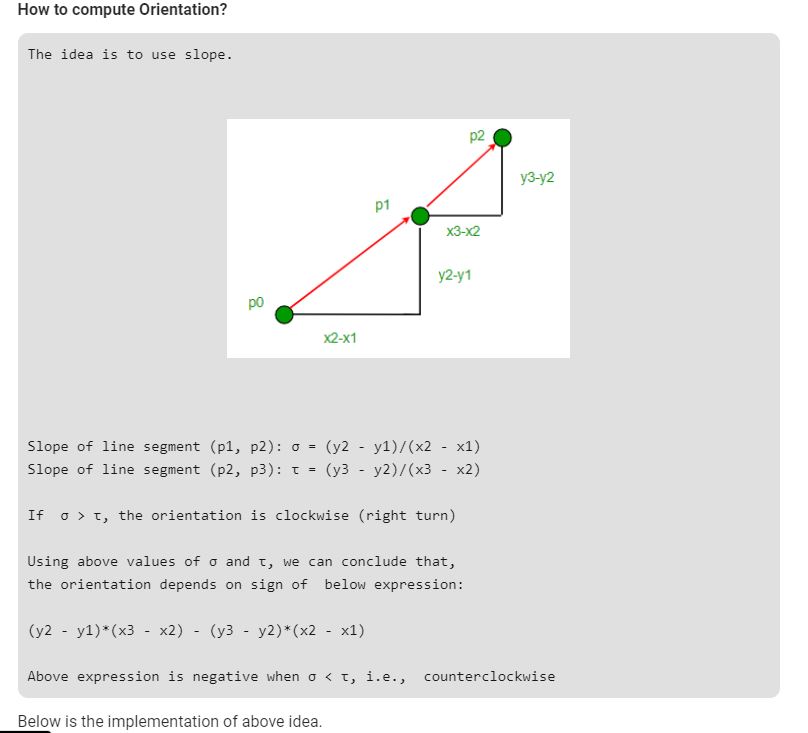 How to compute Orientation?
The idea is to use slope.
p2
y3-y2
p1
x3-x2
y2-y1
p0
x2-x1
Slope of line segment (p1, p2): σ = (y2 - y1)/(x2 - x1)
Slope of line segment (p2, p3): τ = (y3 - y2)/(x3 - x2)
If  σ > τ, the orientation is clockwise (right turn)
Using above values of σ and τ, we can conclude that,
the orientation depends on sign of  below expression:
(y2 - y1)*(x3 - x2) - (y3 - y2)*(x2 - x1)
Above expression is negative when σ < τ, i.e.,  counterclockwise
Below is the implementation of above idea.